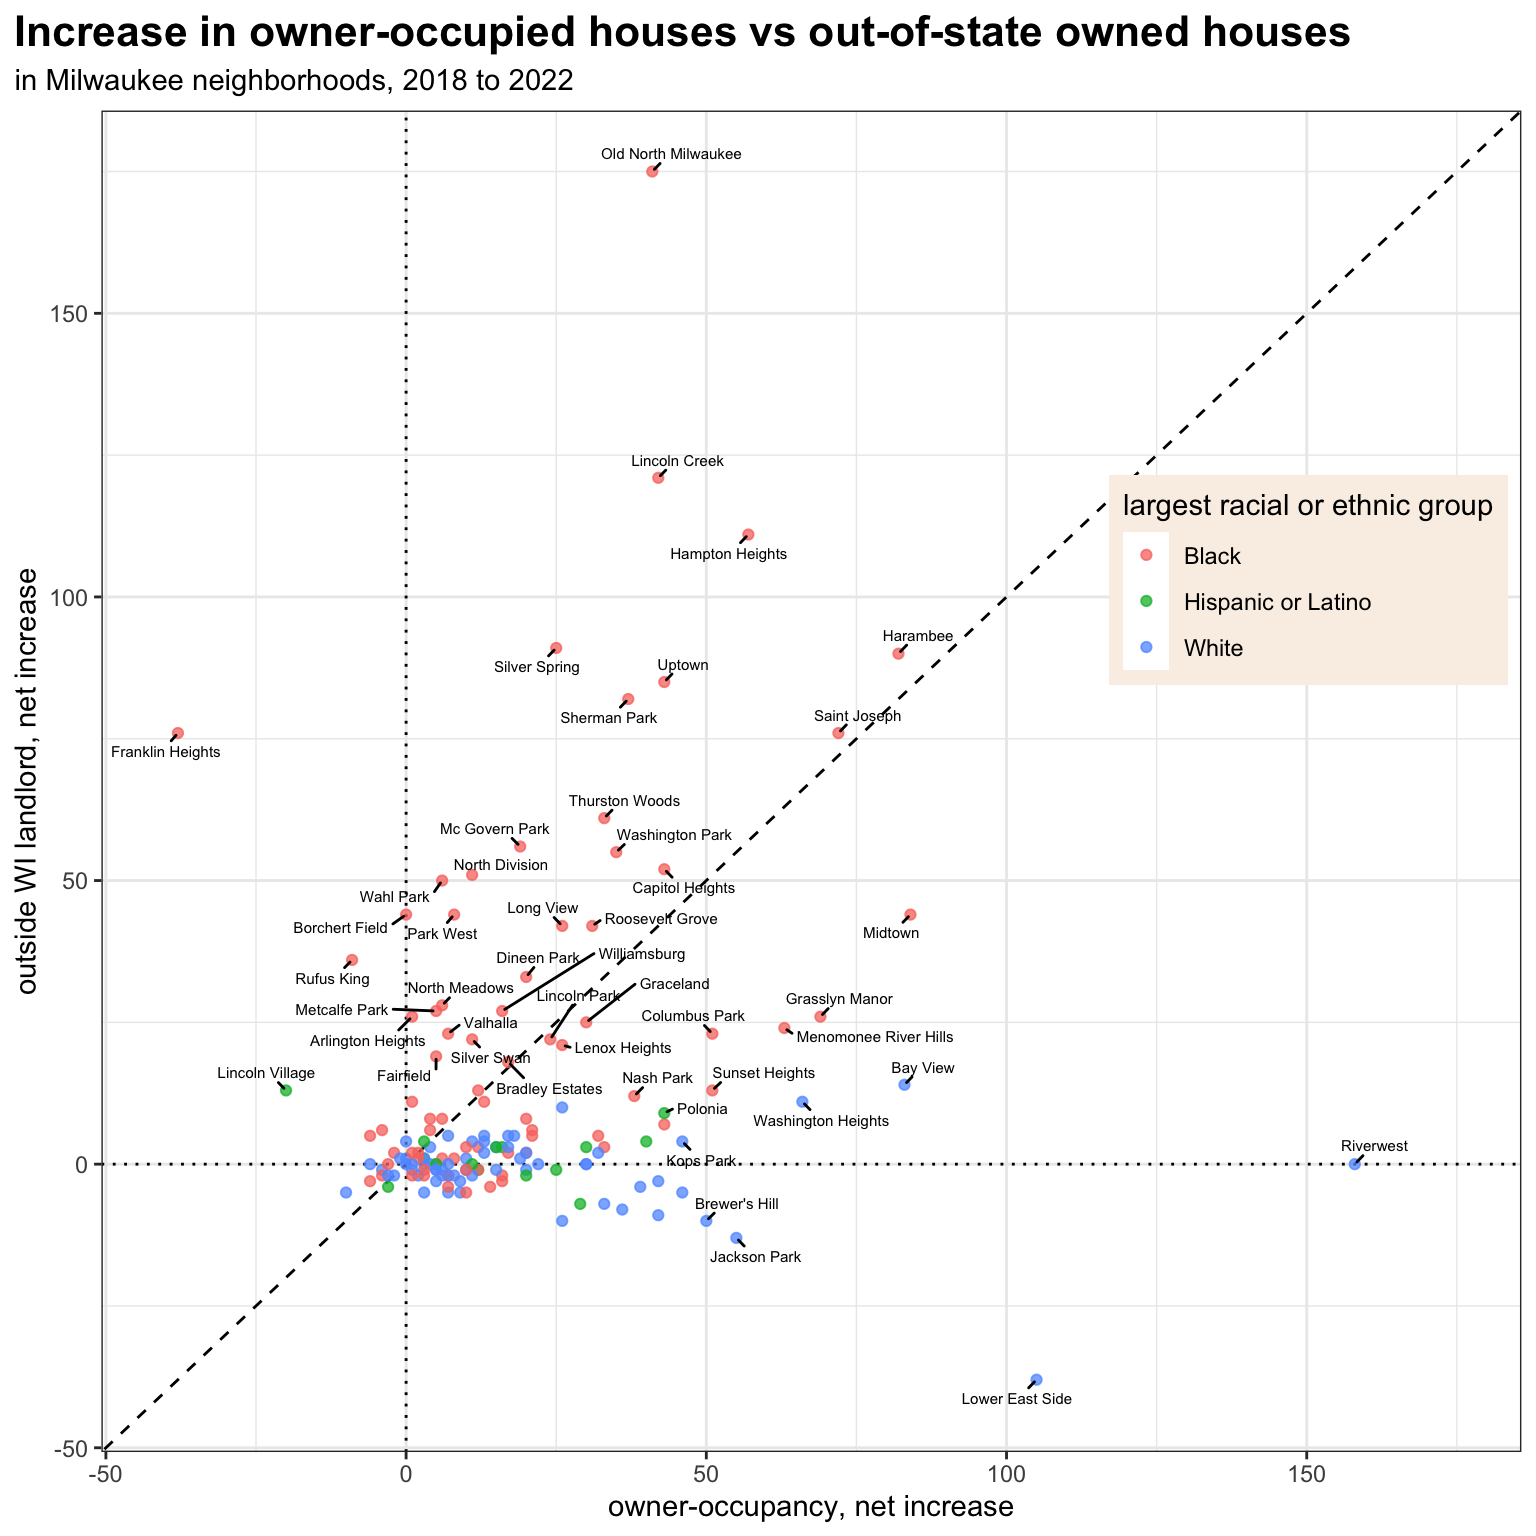 Increase in owner-occupied houses vs out-of-state owned houses
in Milwaukee neighborhoods, 2018 to 2022
Old North Milwaukee
150
Lincoln Creek
largest racial or ethnic group
Black
Hispanic or Latino
White
Hampton Heights
100
Harambee
Silver Spring
Uptown
Sherman Park
Saint Joseph
Franklin Heights
Thurston Woods
Mc Govern Park
Washington Park
North Division
50
Capitol Heights
Wahl Park
Long View
Roosevelt Grove
Borchert Field
Park West
Midtown
Williamsburg
Dineen Park
Rufus King
Graceland
North Meadows
Lincoln Park
Grasslyn Manor
Metcalfe Park
Columbus Park
Valhalla
Menomonee River Hills
Arlington Heights
Lenox Heights
Silver Swan
Bay View
Lincoln Village
Sunset Heights
Fairfield
Nash Park
Bradley Estates
Polonia
Washington Heights
Riverwest
Kops Park
0
Brewer's Hill
Jackson Park
Lower East Side
-50
outside WI landlord, net increase
-50
0
50
100
150
owner-occupancy, net increase